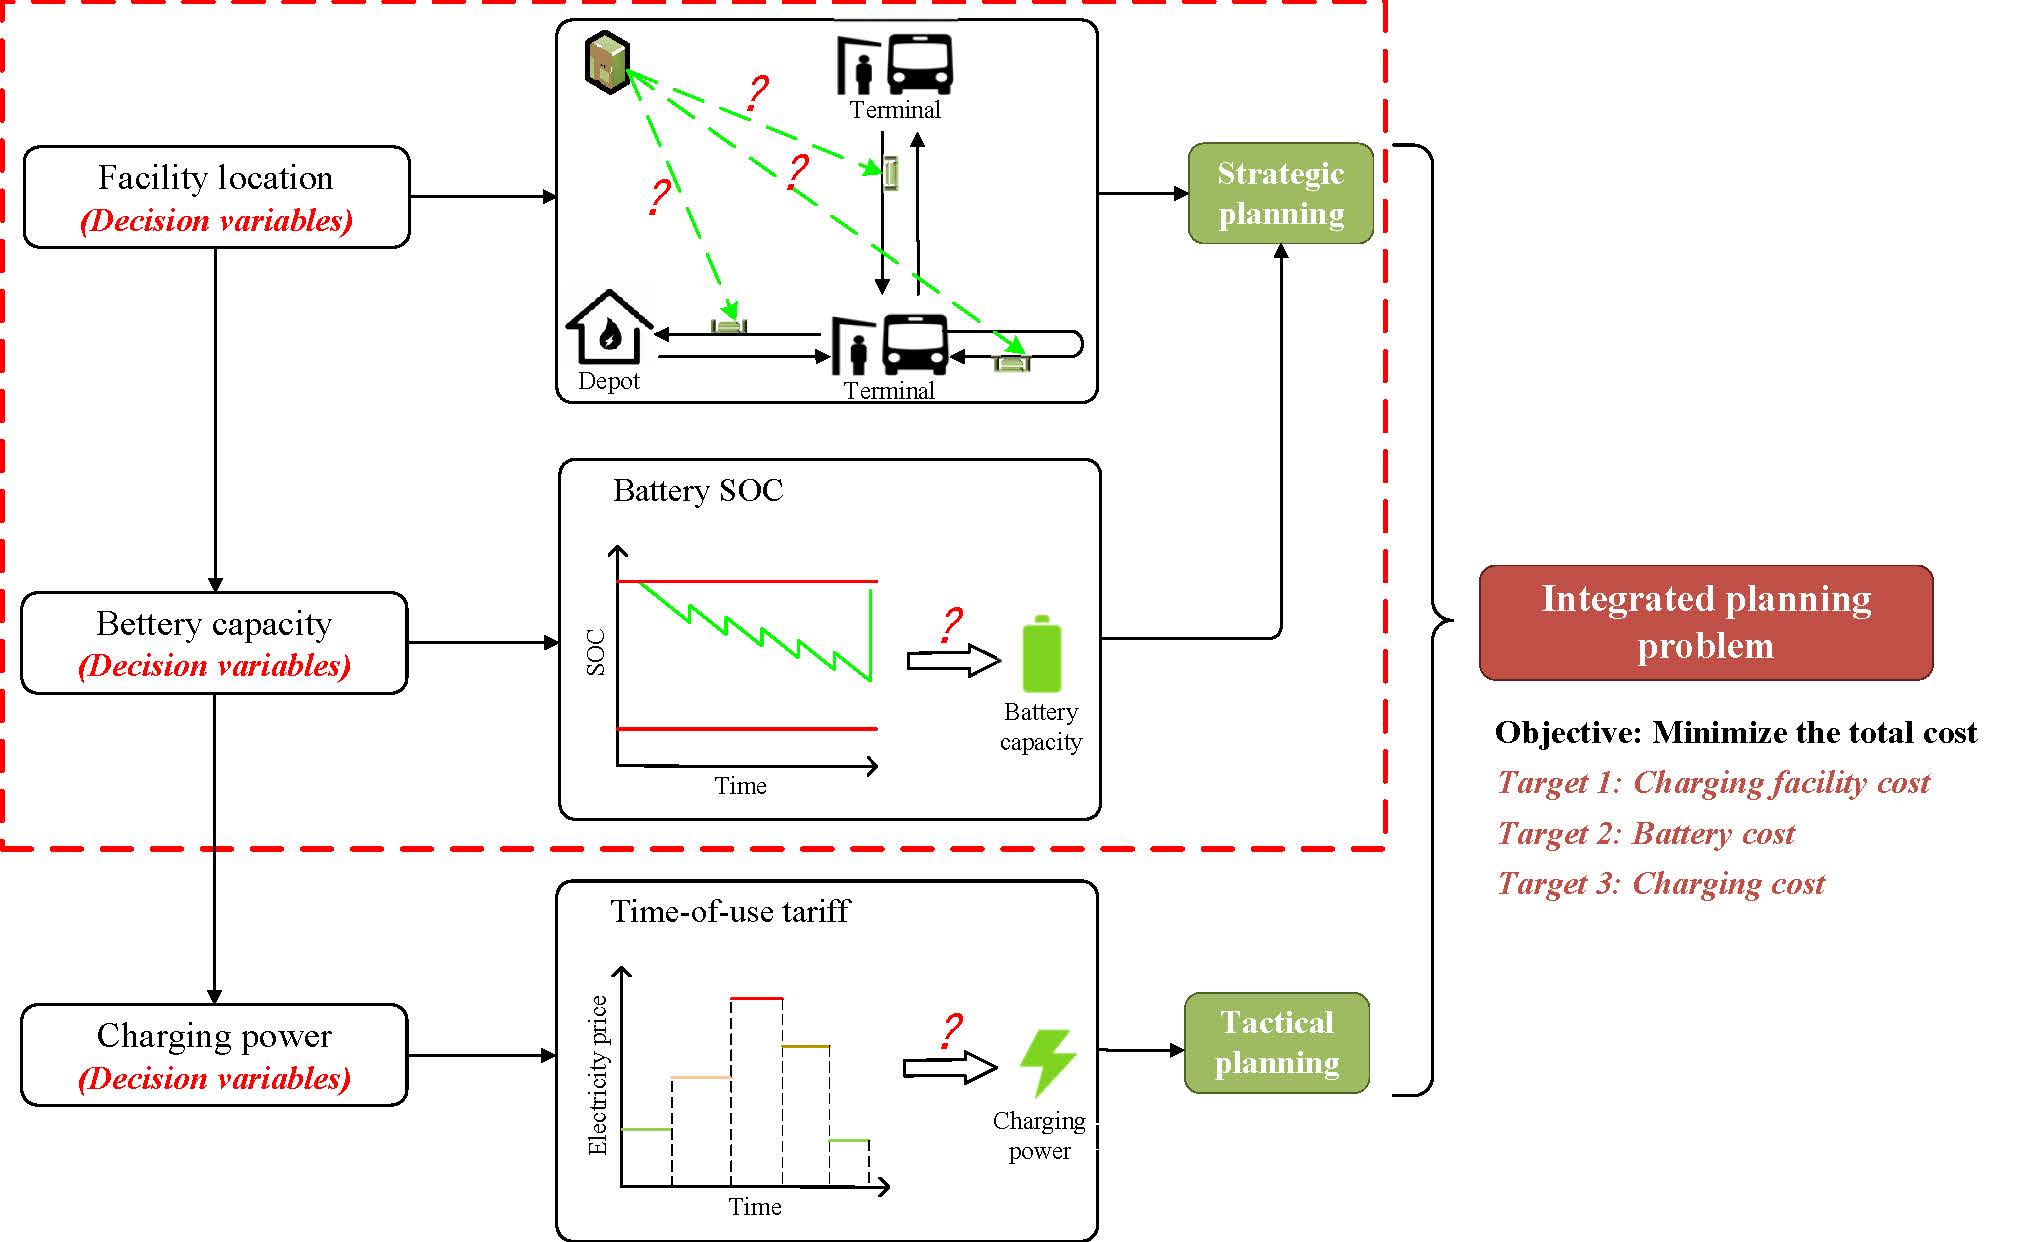 ?
Terminal
?
?
Facility location
(Decision variables)
Strategic
planning
Depot
Terminal
Battery SOC
SOC
?
Bettery capacity
(Decision variables)
Battery
capacity
Time
Integrated planning
problem
Objective: Minimize the total cost
Target 1: Charging facility cost
Target 2: Battery cost
Target 3: Charging cost
Time-of-use tariff
Electricity price
?
Charging power
(Decision variables)
Charging
power
Time
Tactical
planning